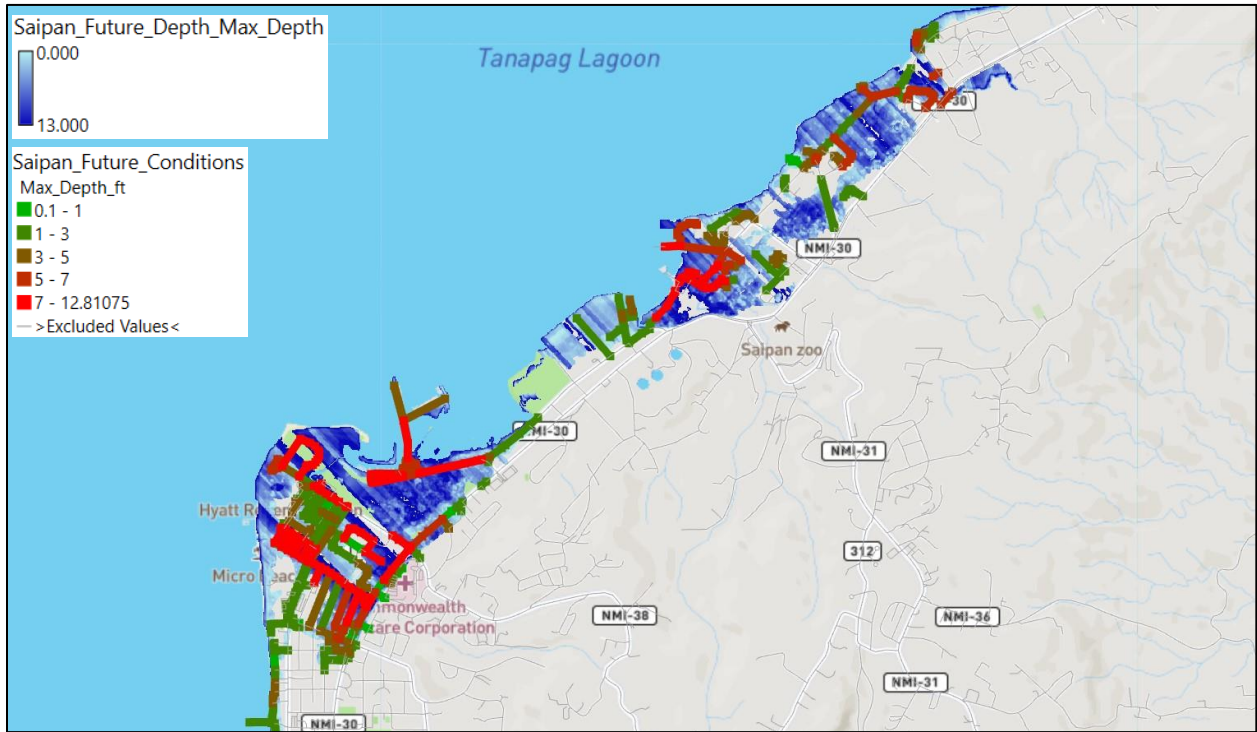 Saipan_Future_Depth_Max_Depth
0.000
13.000
Saipan_Future_Conditions
Max_Depth_ft
0.1 - 1
1 - 3
3 - 5
5 - 7
7 - 12.81075
>Excluded Values<
Tanapag Lagoon
30
NMI-30
Saipan zoo
MI-30
NMI-31
Hyatt Re
312
Micro
mmonwealth
care Corporation
NMI-38
NMI-36
NMI-31
NMI-30